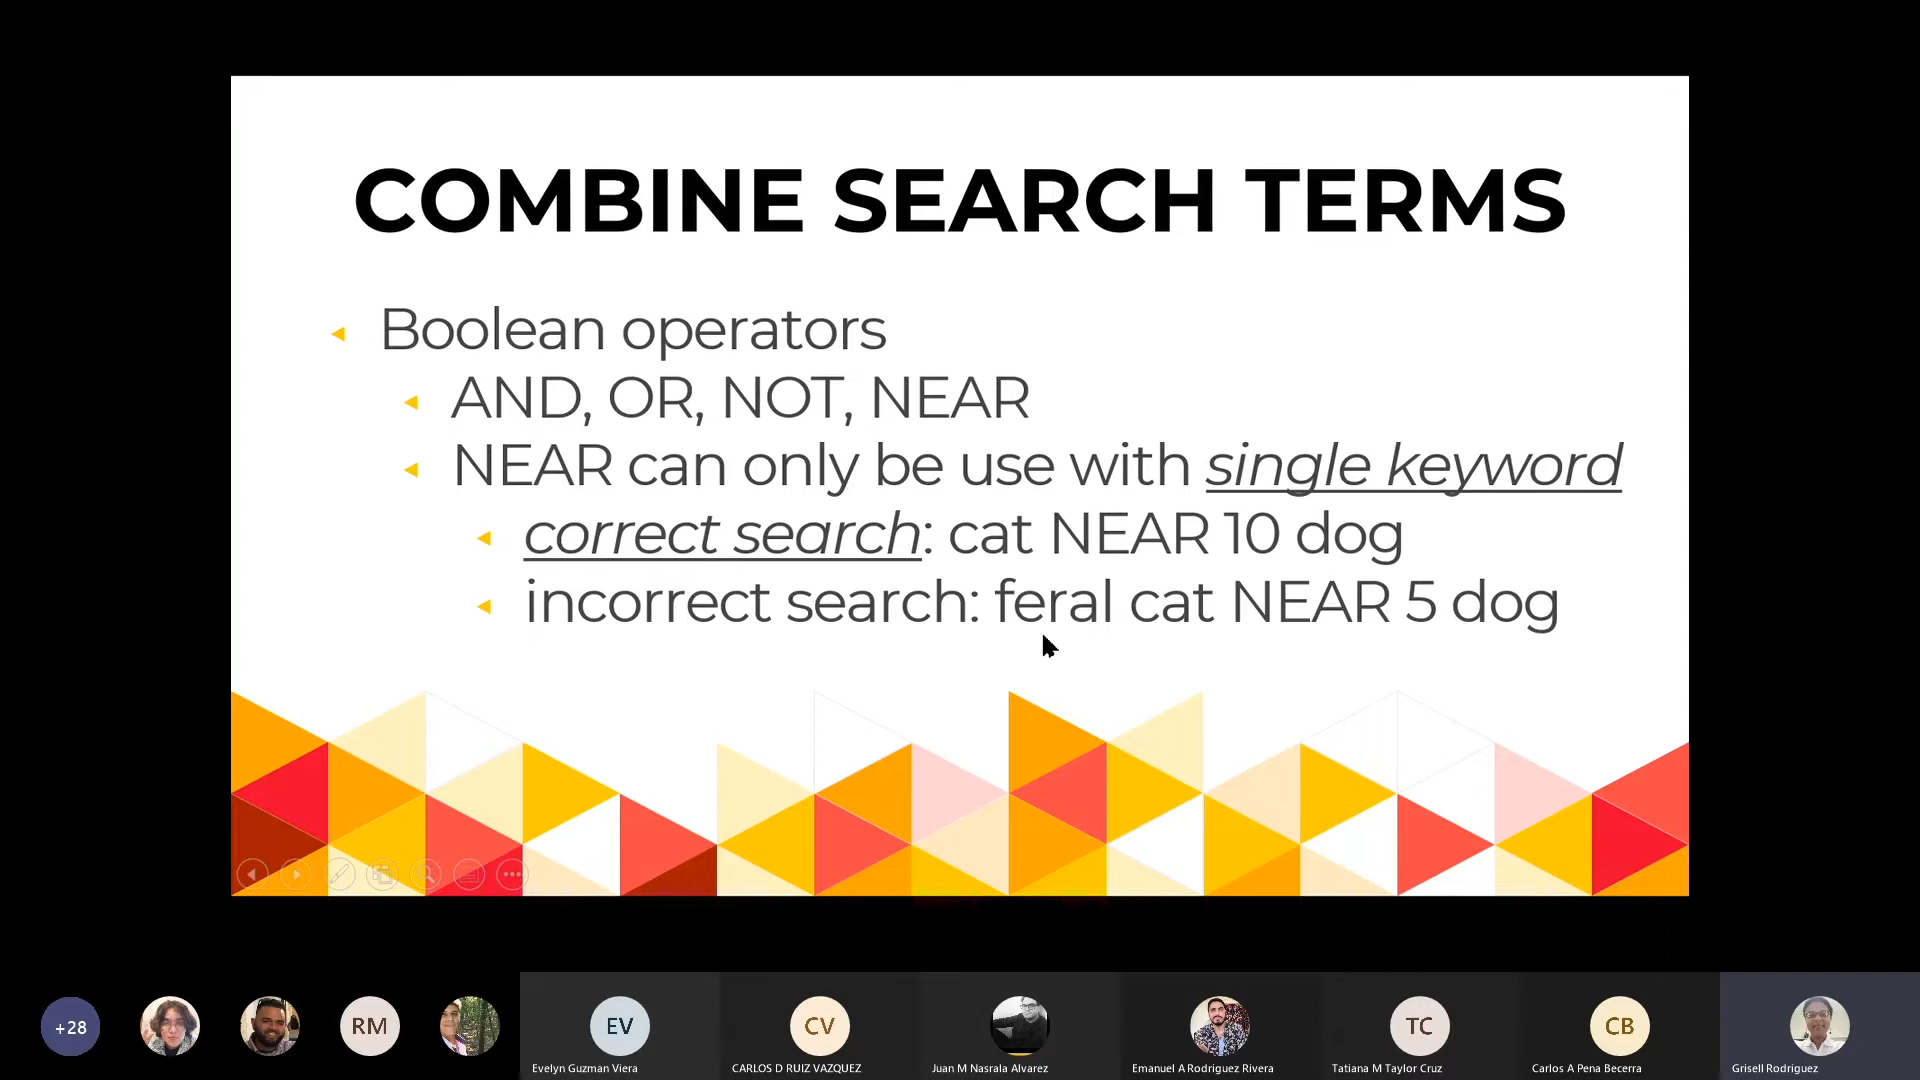 COMBINE SEARCH TERMS
Boolean operators
AND, OR, NOT, NEAR
NEAR can only be use with single keyword
correct search: cat NEAR 10 dog
incorrect search: feral cat NEAR 5 dog
+28
RM
EV
CV
TC
CB
Evelyn Guzman Viera
CARLOS D RUIZ VAZQUEZ
Juan M Nasrala Alvarez
Emanuel A Rodriguez Rivera
Tatiana M Taylor Cruz
Carlos A Pena Becerra
Grisell Rodriguez